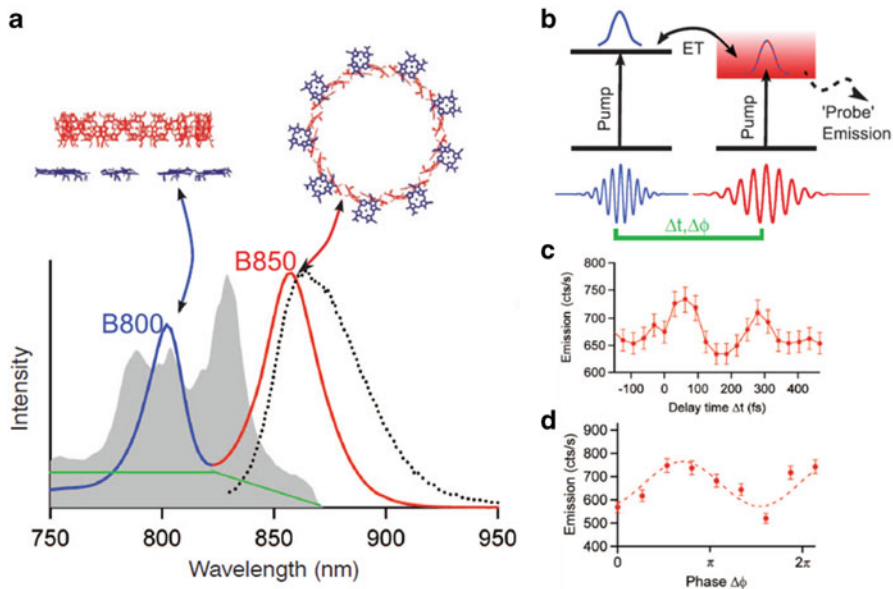 a
B800
B850
Intensity
750
800
850
900
950
Wavelength (nm)
b
ET
Pump
Pump
'Probe'
Emission
Δt,Δϕ
c
Emission (cts/s)
800
750
700
650
600
-100
0
100
200
300
400
Delay time Δt (fs)
d
Emission (cts/s)
900
800
700
600
500
400
0
π
2π
Phase Δϕ